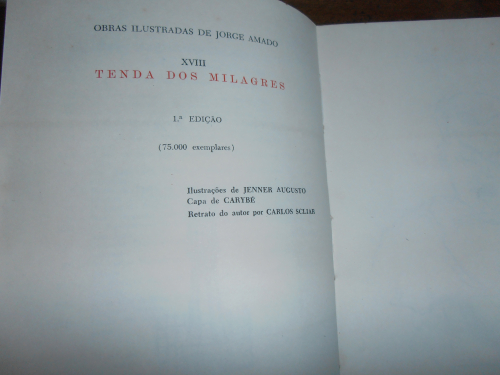 OBRAS ILUSTRADAS DE JORGE AMADO
XVIII
TENDA DOS MILAGRES
1.ª EDIÇÃO
(75.000 exemplares)
Ilustrações de JENNER AUGUSTO
Capa de CARYBÉ
Retrato do autor por CARLOS SCLIAR